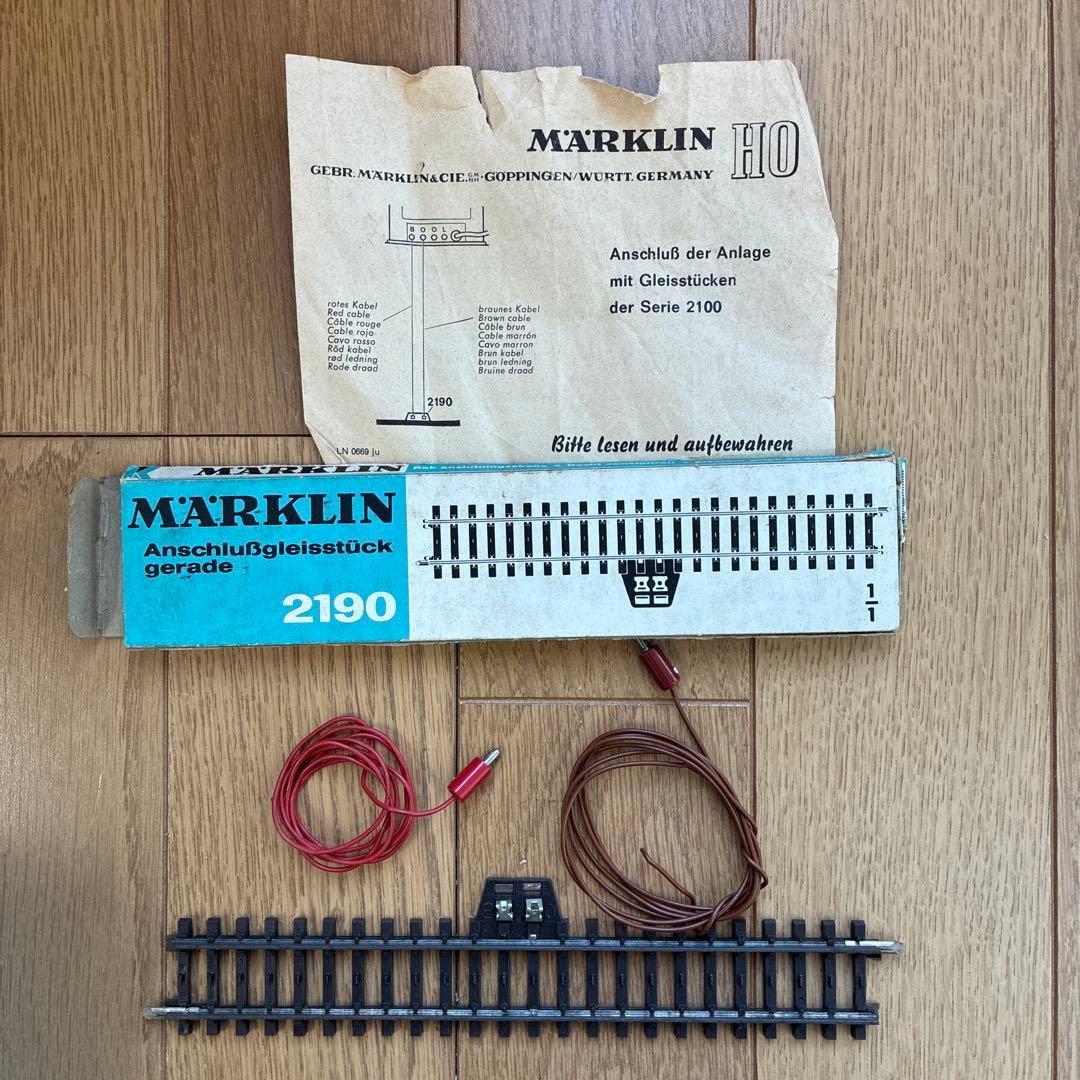 MÄRKLIN HO
GEBR. MÄRKLIN & CIE. GM BH · GÖPPINGEN/WÜRTT. GERMANY
B O O L
Anschluß der Anlage
mit Gleisstücken
der Serie 2100
rotes Kabel
Red cable
Câble rouge
Cable rojo
Cavo rosso
Röd kabel
rød ledning
Rode draad
braunes Kabel
Brown cable
Câble brun
Cable marrón
Cavo marron
Brun kabel
brun ledning
Bruine draad
2190
LN 0669 ju
Bitte lesen und aufbewahren
K MÄRKLIN
MÄRKLIN
Anschlußgleisstück
gerade
2190
1
1